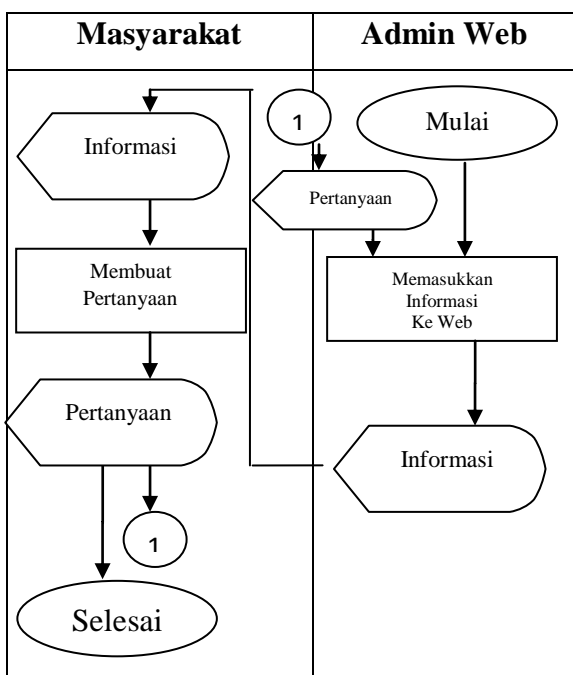 Masyarakat
Admin Web
Informasi
Membuat
Pertanyaan
Pertanyaan
1
Selesai
1
Mulai
Pertanyaan
Memasukkan
Informasi
Ke Web
Informasi